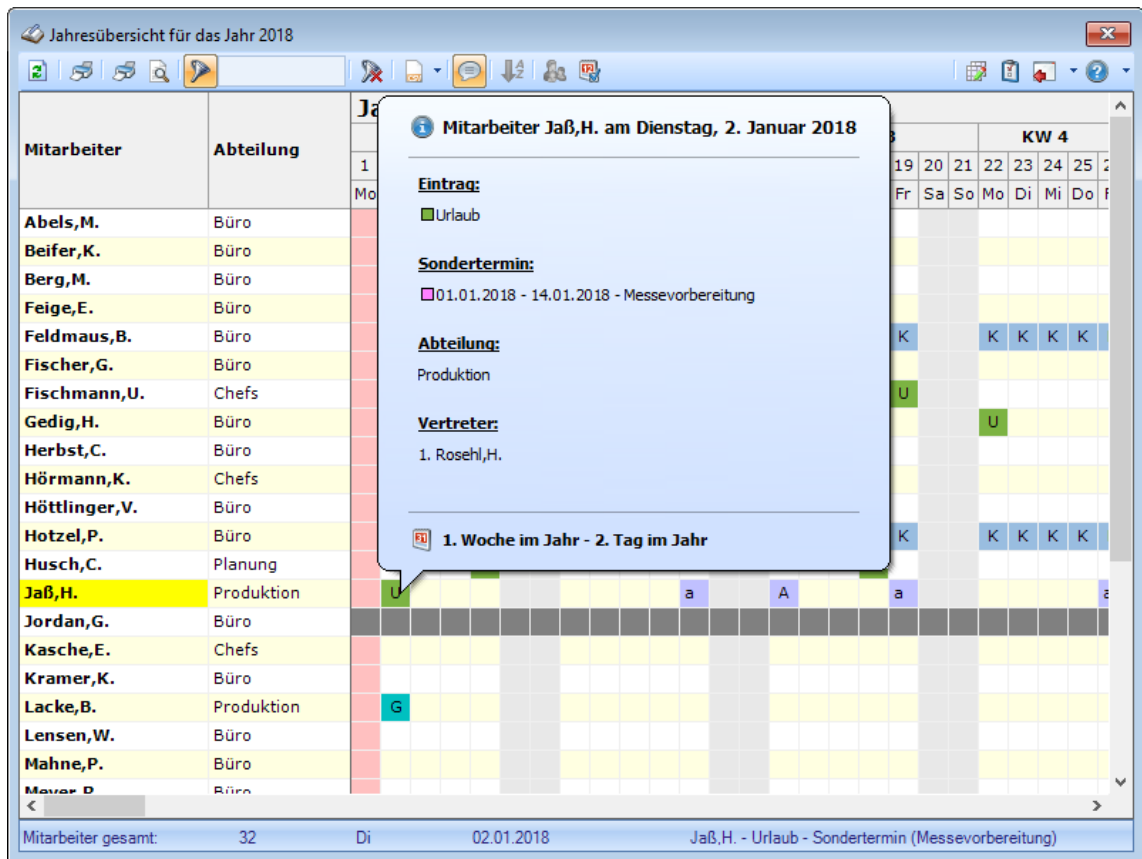 Jahresübersicht für das Jahr 2018
Mitarbeiter Abteilung
KW 4
1 19 20 21 22 23 24 25
Mo Fr Sa So Mo Di Mi Do
Mitarbeiter Jaß,H. am Dienstag, 2. Januar 2018
Eintrag:
Urlaub
Sondertermin:
01.01.2018 - 14.01.2018 - Messevorbereitung
Abteilung:
Produktion
Vertreter:
1. Rosehl,H.
1. Woche im Jahr - 2. Tag im Jahr
Abels,M. Büro
Beifer,K. Büro
Berg,M. Büro
Feige,E. Büro
Feldmaus,B. Büro K K K K K
Fischer,G. Büro
Fischmann,U. Chefs U
Gedig,H. Büro U
Herbst,C. Büro
Hörmann,K. Chefs
Höttlinger,V. Büro
Hotzel,P. Büro K K K K K
Husch,C. Planung
Jaß,H. Produktion U a A a a
Jordan,G. Büro
Kasche,E. Chefs
Kramer,K. Büro
Lacke,B. Produktion G
Lensen,W. Büro
Mahne,P. Büro
Büro
Mitarbeiter gesamt: 32 Di 02.01.2018 Jaß,H. - Urlaub - Sondertermin (Messevorbereitung)